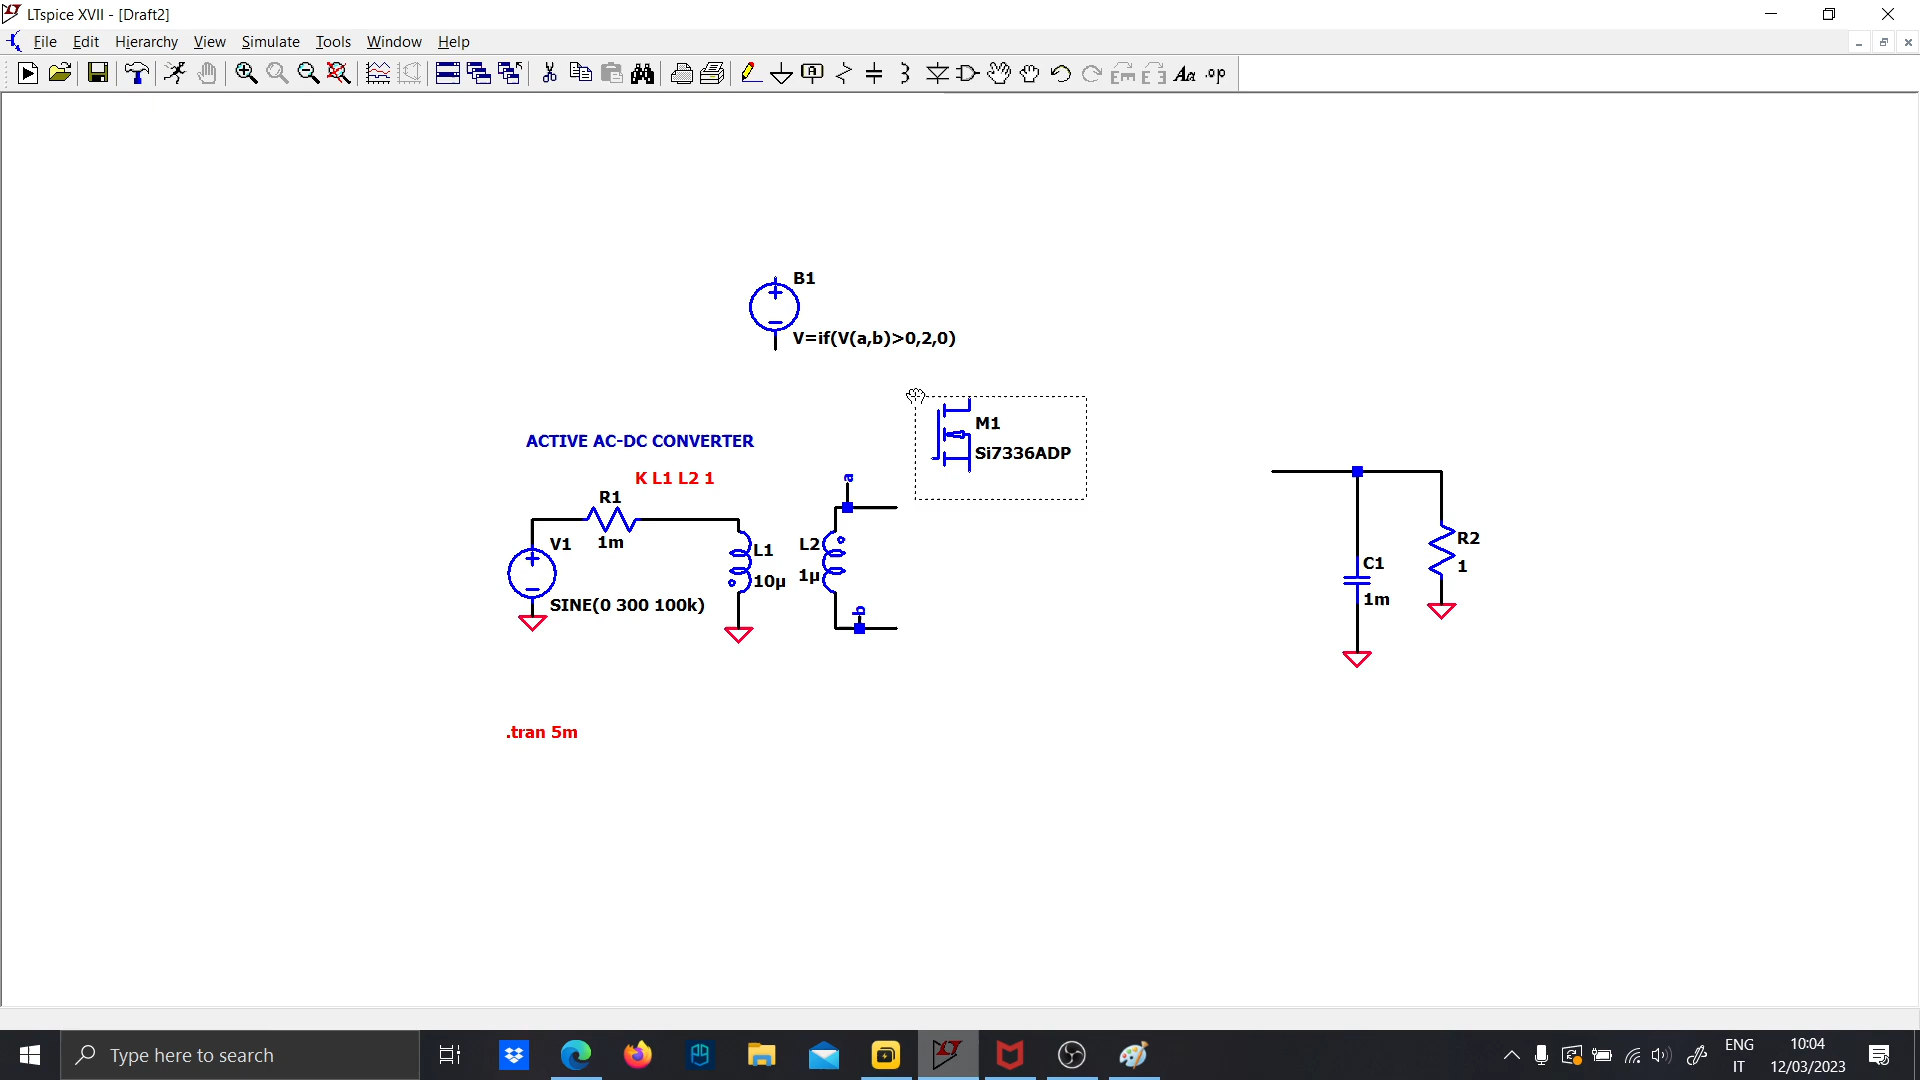 LTspice XVII - [Draft2]
File Edit Hierarchy View Simulate Tools Window Help
.op
B1
V=if(V(a,b)>0,2,0)
M1
Si7336ADP
ACTIVE AC-DC CONVERTER
K L1 L2 1
a
R1
1m
V1
L1
10µ
L2
1µ
SINE(0 300 100k)
b
C1
1m
R2
1
.tran 5m
Type here to search
ENG
IT
10:04
12/03/2023